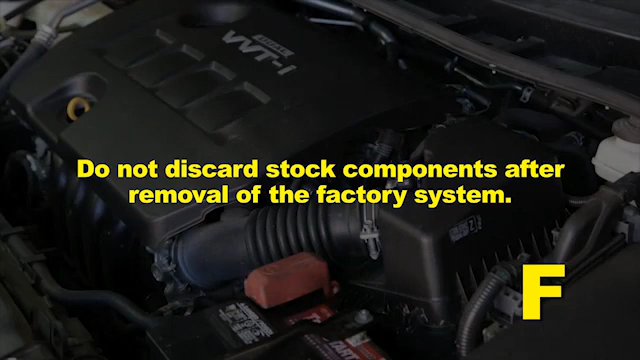 VVT-i
Do not discard stock components after
removal of the factory system.
F